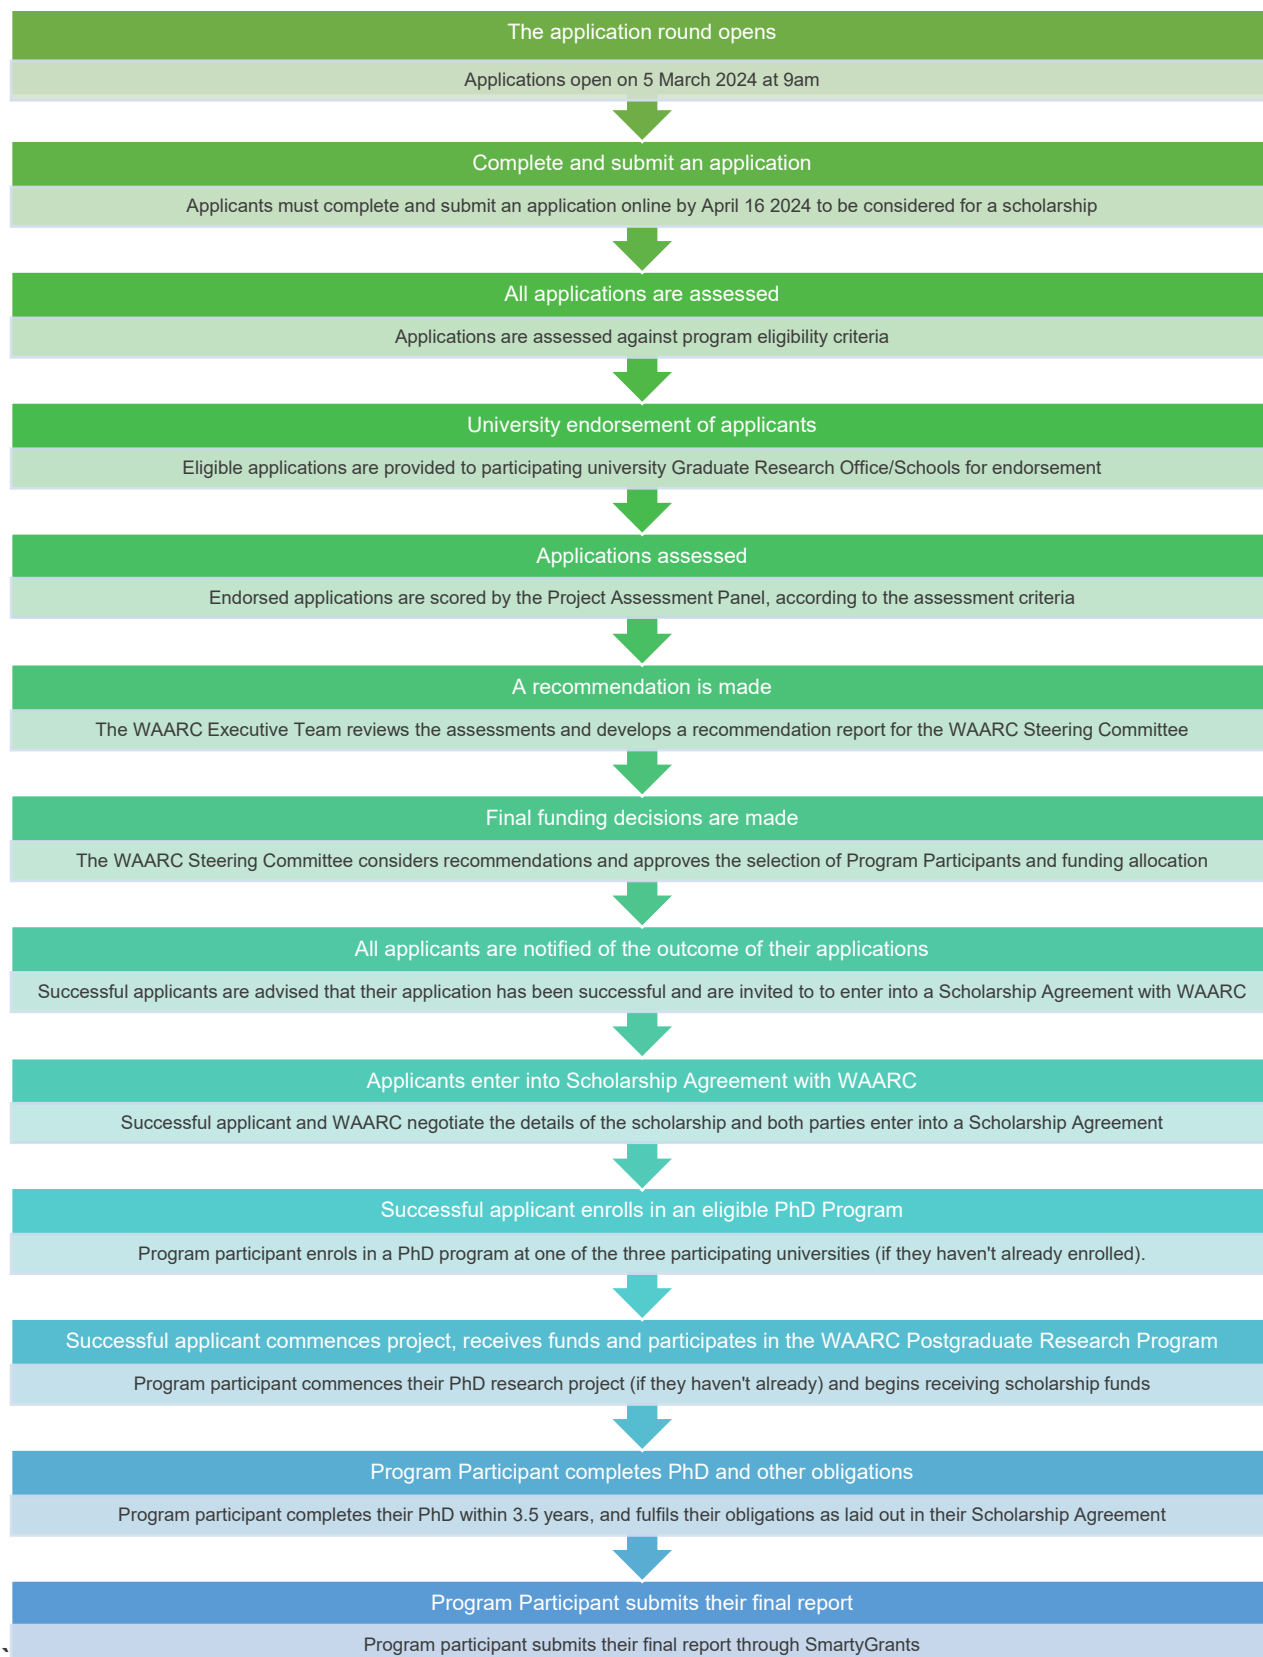 The application round opens
Applications open on 5 March 2024 at 9am
Complete and submit an application
Applicants must complete and submit an application online by April 16 2024 to be considered for a scholarship
All applications are assessed
Applications are assessed against program eligibility criteria
University endorsement of applicants
Eligible applications are provided to participating university Graduate Research Office/Schools for endorsement
Applications assessed
Endorsed applications are scored by the Project Assessment Panel, according to the assessment criteria
A recommendation is made
The WAARC Executive Team reviews the assessments and develops a recommendation report for the WAARC Steering Committee
Final funding decisions are made
The WAARC Steering Committee considers recommendations and approves the selection of Program Participants and funding allocation
All applicants are notified of the outcome of their applications
Successful applicants are advised that their application has been successful and are invited to to enter into a Scholarship Agreement with WAARC
Applicants enter into Scholarship Agreement with WAARC
Successful applicant and WAARC negotiate the details of the scholarship and both parties enter into a Scholarship Agreement
Successful applicant enrolls in an eligible PhD Program
Program participant enrols in a PhD program at one of the three participating universities (if they haven't already enrolled).
Successful applicant commences project, receives funds and participates in the WAARC Postgraduate Research Program
Program participant commences their PhD research project (if they haven't already) and begins receiving scholarship funds
Program Participant completes PhD and other obligations
Program participant completes their PhD within 3.5 years, and fulfils their obligations as laid out in their Scholarship Agreement
Program Participant submits their final report
` Program participant submits their final report through SmartyGrants